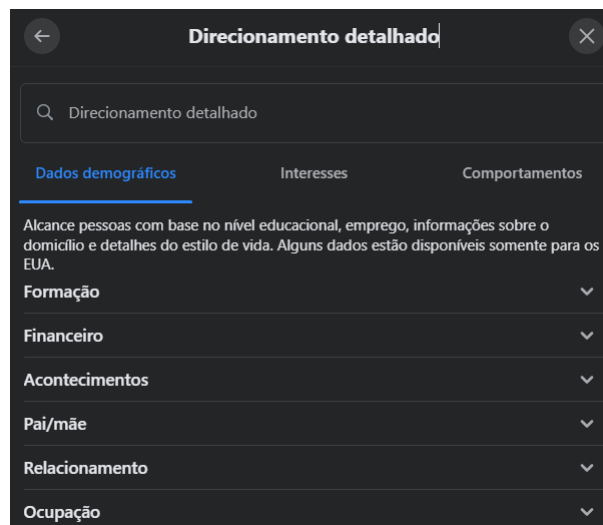 Direcionamento detalhado
Direcionamento detalhado
Dados demográficos Interesses Comportamentos
Alcance pessoas com base no nível educacional, emprego, informações sobre o
domicílio e detalhes do estilo de vida. Alguns dados estão disponíveis somente para os
EUA.
Formação
Financeiro
Acontecimentos
Pai/mãe
Relacionamento
Ocupação